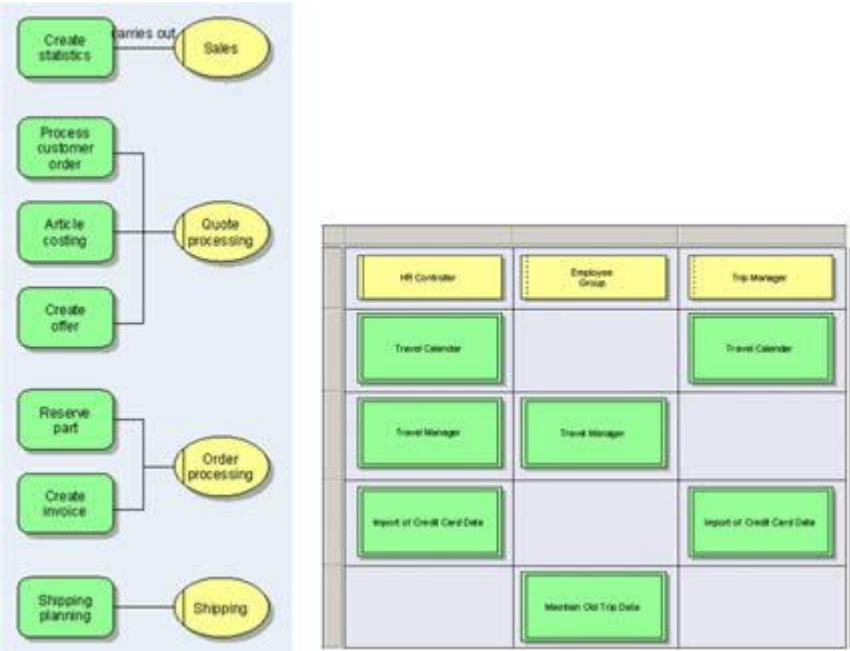 Create
statistics
carries out
Sales
Process
customer
order
Article
costing
Quote
processing
Create
offer
Reserve
part
Create
invoice
Order
processing
Shipping
planning
Shipping
HR Controller
Employee
Group
Trip Manager
Travel Calendar
Travel Calendar
Travel Manager
Travel Manager
Import of Credit Card Data
Import of Credit Card Data
Maintain Old Trip Data